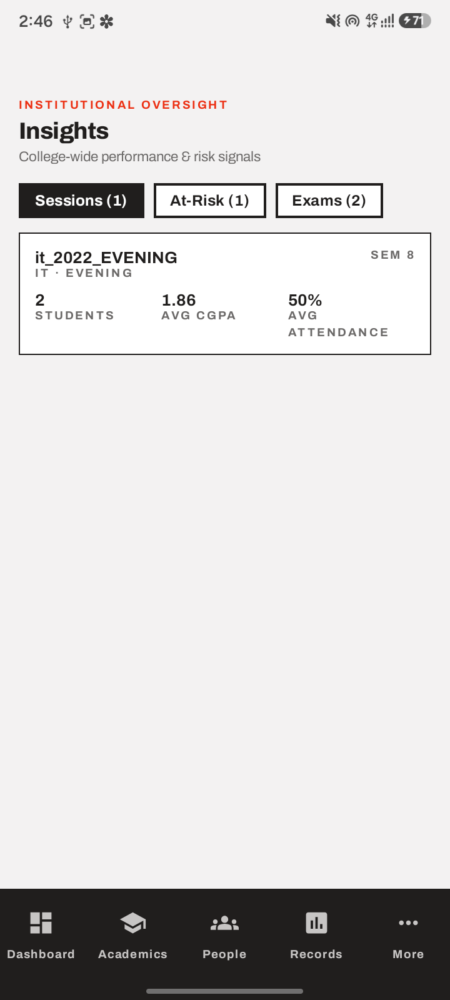 2:46
4G
71
INSTITUTIONAL OVERSIGHT
Insights
College-wide performance & risk signals
Sessions (1)
At-Risk (1)
Exams (2)
it_2022_EVENING
SEM 8
IT · EVENING
2
STUDENTS
1.86
AVG CGPA
50%
AVG
ATTENDANCE
Dashboard
Academics
People
Records
More